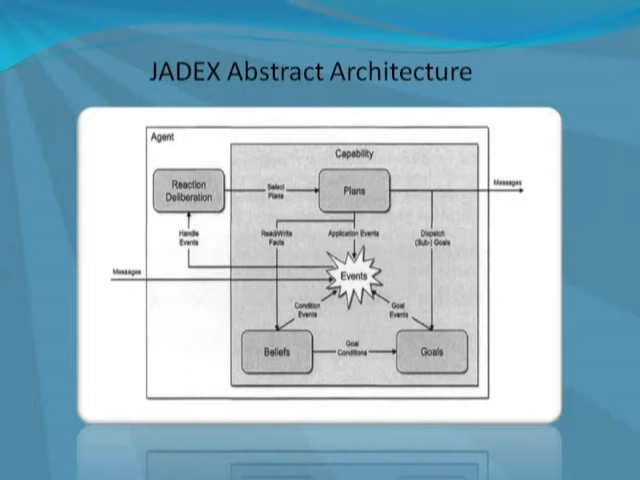 JADEX Abstract Architecture
Agent
Capability
Reaction
Deliberation
Select
Plans
Plans
Messages
Handle
Events
Read/Write
Facts
Application Events
Dispatch
(Sub-) Goals
Messages
Events
Condition
Events
Goal
Events
Beliefs
Goal
Conditions
Goals